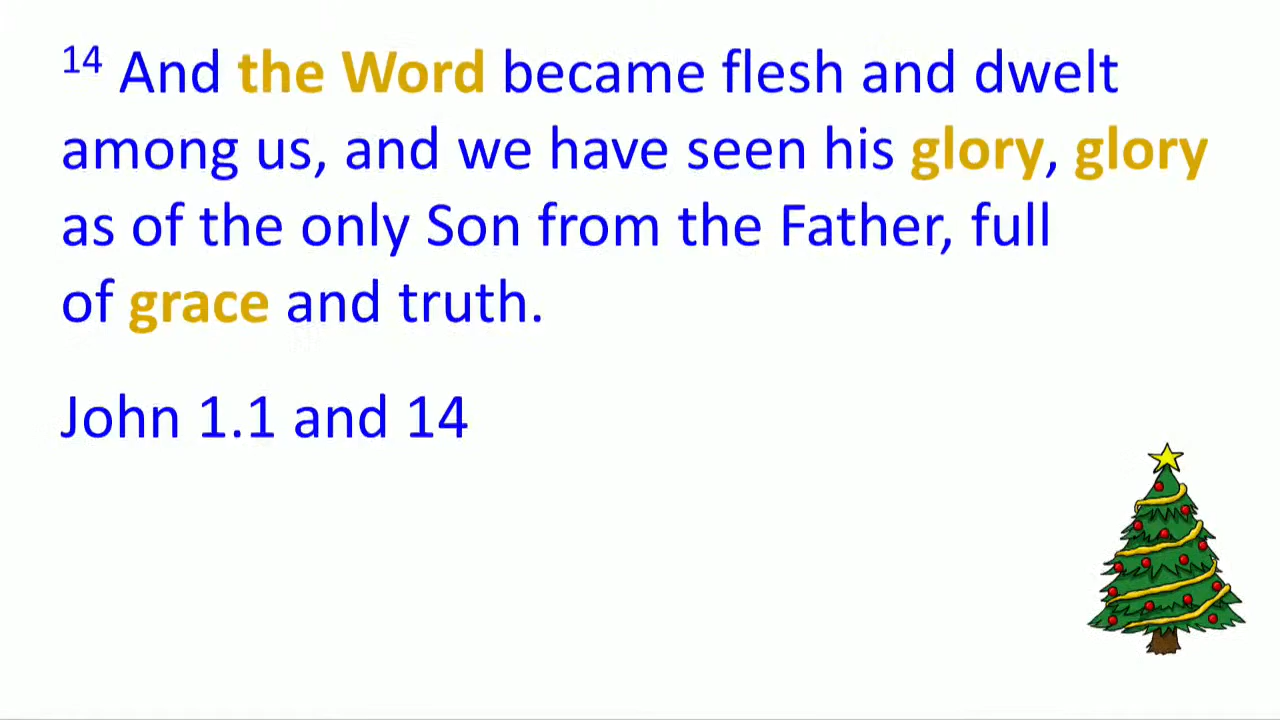 14 And the Word became flesh and dwelt
among us, and we have seen his glory, glory
as of the only Son from the Father, full
of grace and truth.
John 1.1 and 14